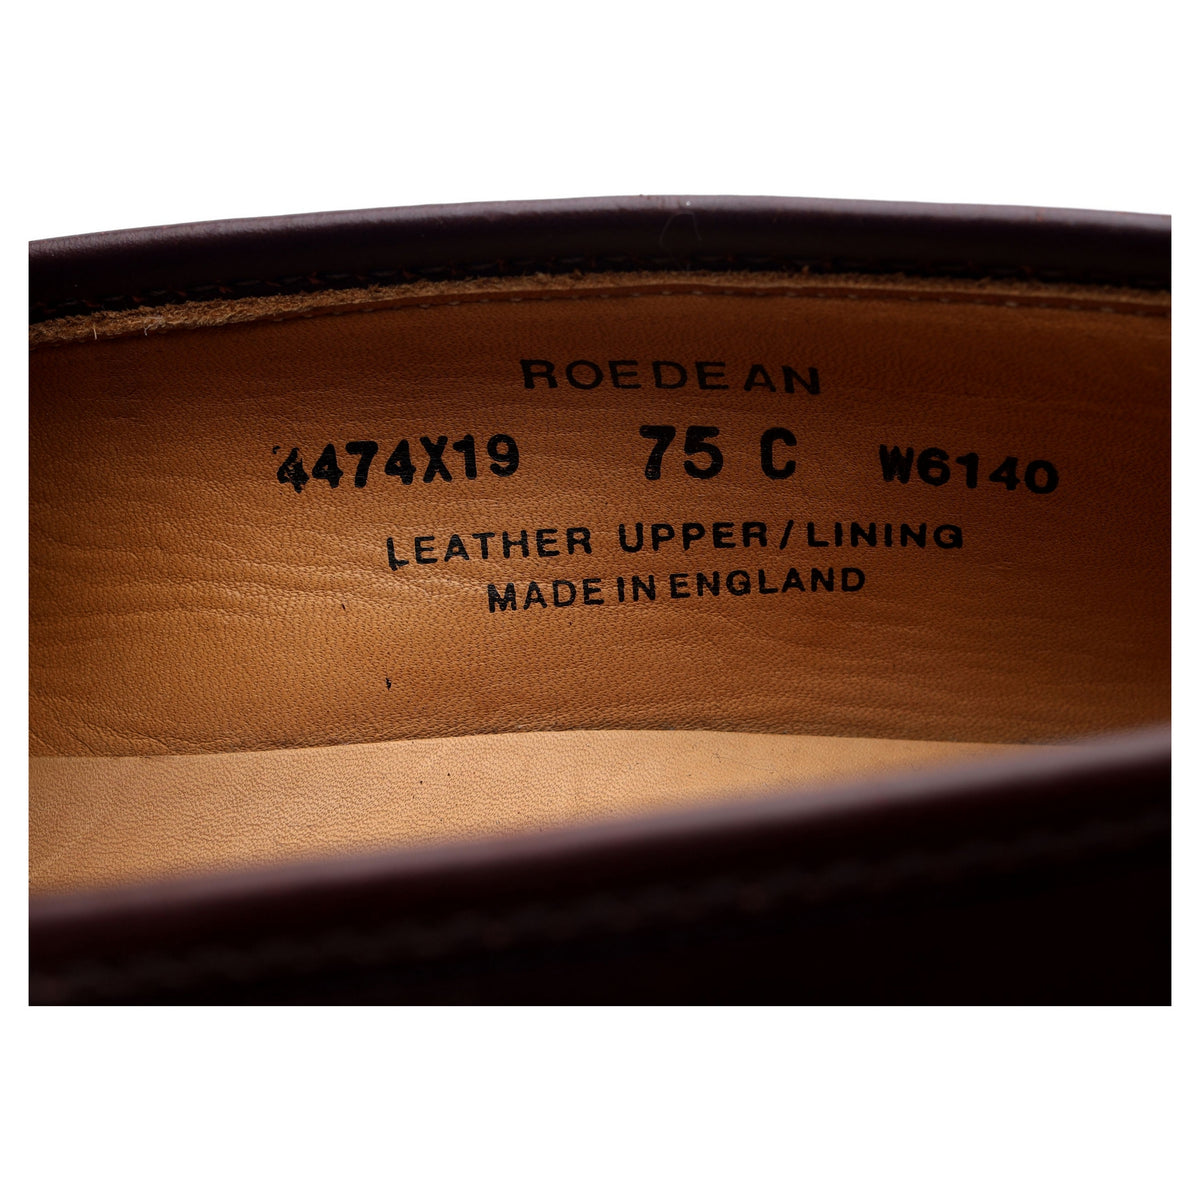 ROEDEAN
4474X19 75 C W6140
LEATHER UPPER/LINING
MADE IN ENGLAND